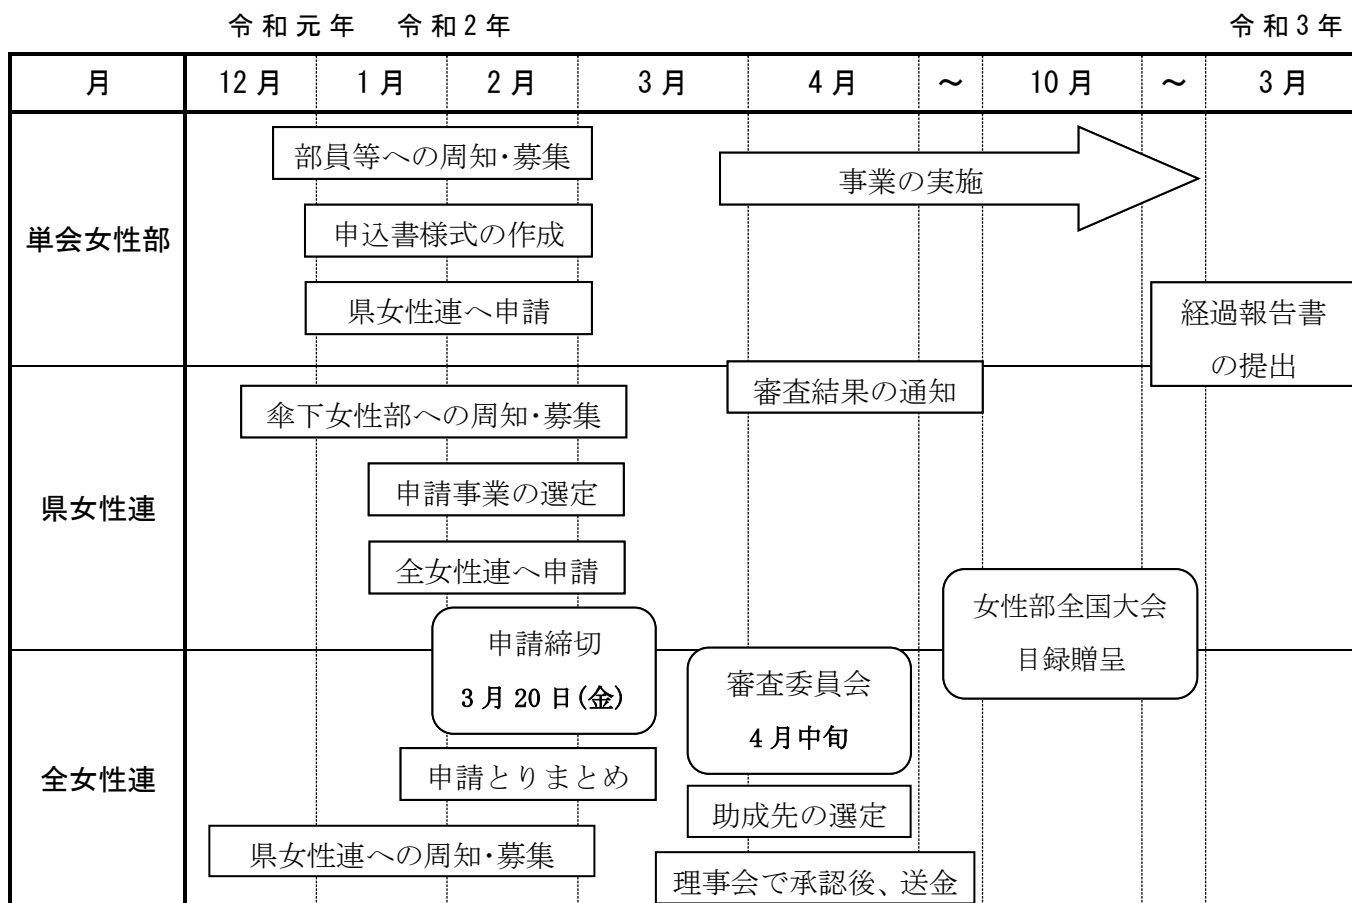 令和元年 令和2年 令和3年
月 12月 1月 2月 3月 4月 ～ 10月 ～ 3月
単会女性部
部員等への周知･募集
事業の実施
申込書様式の作成
県女性連へ申請
経過報告書
の提出
県女性連
審査結果の通知
傘下女性部への周知･募集
申請事業の選定
全女性連へ申請
女性部全国大会
目録贈呈
申請締切
3月20日(金)
全女性連
審査委員会
4月中旬
申請とりまとめ
助成先の選定
県女性連への周知･募集
理事会で承認後、送金